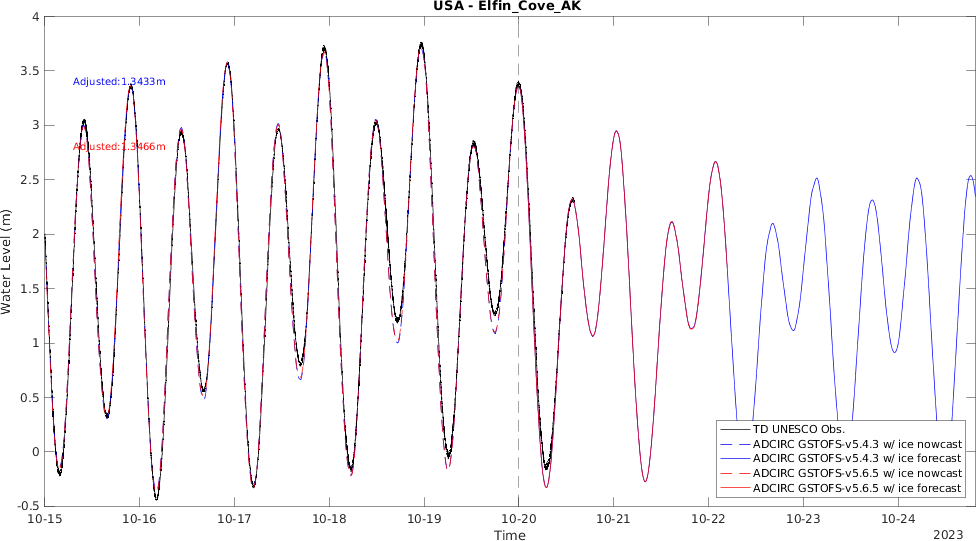 USA - Elfin_Cove_AK
4
3.5
3
2.5
2
1.5
1
0.5
0
-0.5
Water Level (m)
Adjusted:1.3433m
Adjusted:1.3466m
TD UNESCO Obs.
ADCIRC GSTOFS-v5.4.3 w/ ice nowcast
ADCIRC GSTOFS-v5.4.3 w/ ice forecast
ADCIRC GSTOFS-v5.6.5 w/ ice nowcast
ADCIRC GSTOFS-v5.6.5 w/ ice forecast
10-15 10-16 10-17 10-18 10-19 10-20 10-21 10-22 10-23 10-24
Time
2023